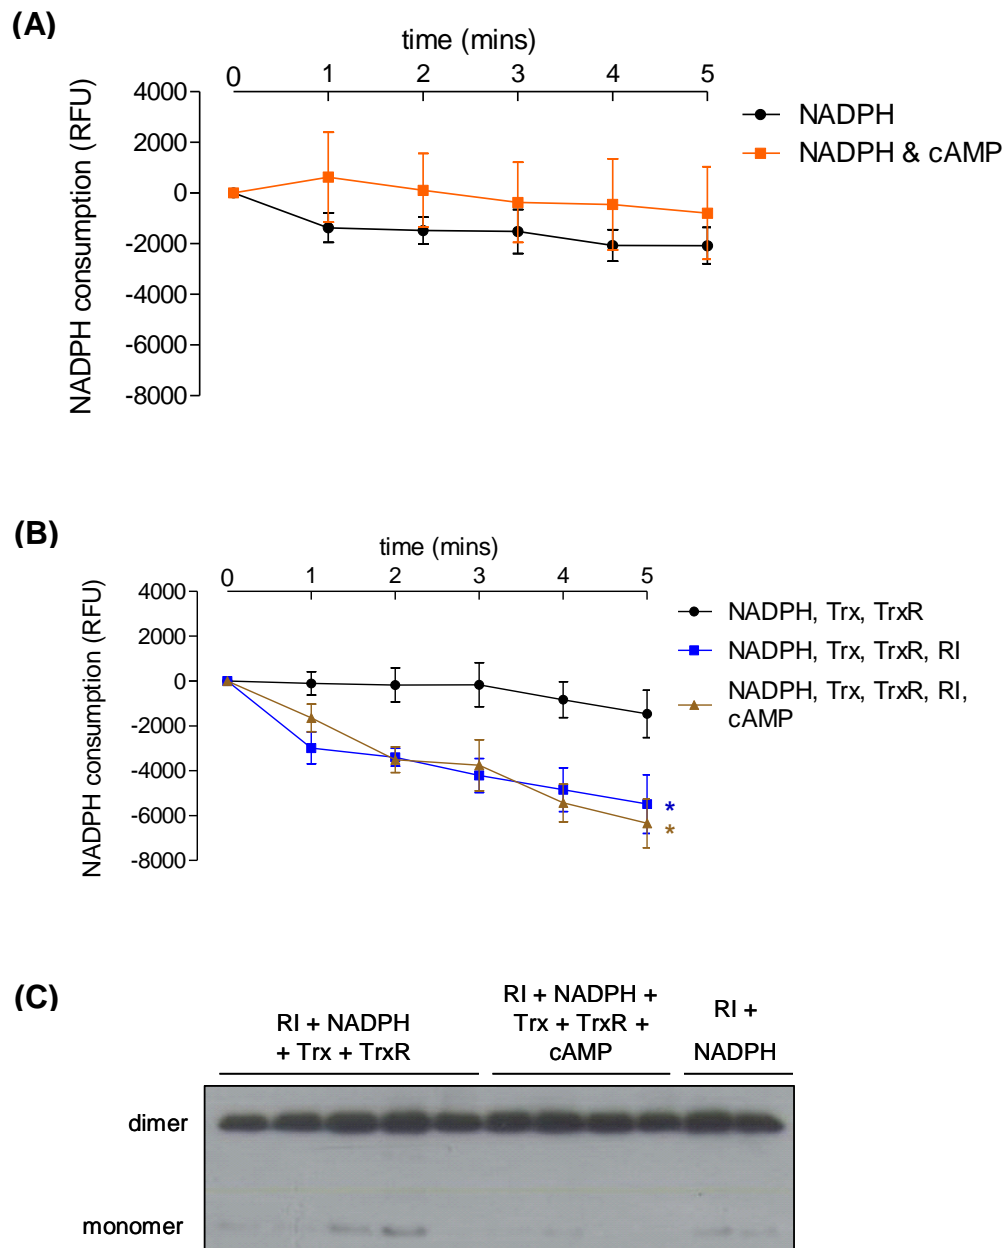 (A)
time (mins)
0 1 2 3 4 5
NADPH consumption (RFU)
4000
2000
0
-2000
-4000
-6000
-8000
NADPH
NADPH & cAMP
(B)
time (mins)
0 1 2 3 4 5
NADPH consumption (RFU)
4000
2000
0
-2000
-4000
-6000
-8000
NADPH, Trx, TrxR
NADPH, Trx, TrxR, RI
NADPH, Trx, TrxR, RI,
cAMP
*
*
(C)
RI + NADPH
+ Trx + TrxR
RI + NADPH +
Trx + TrxR +
cAMP
RI +
NADPH
dimer
monomer